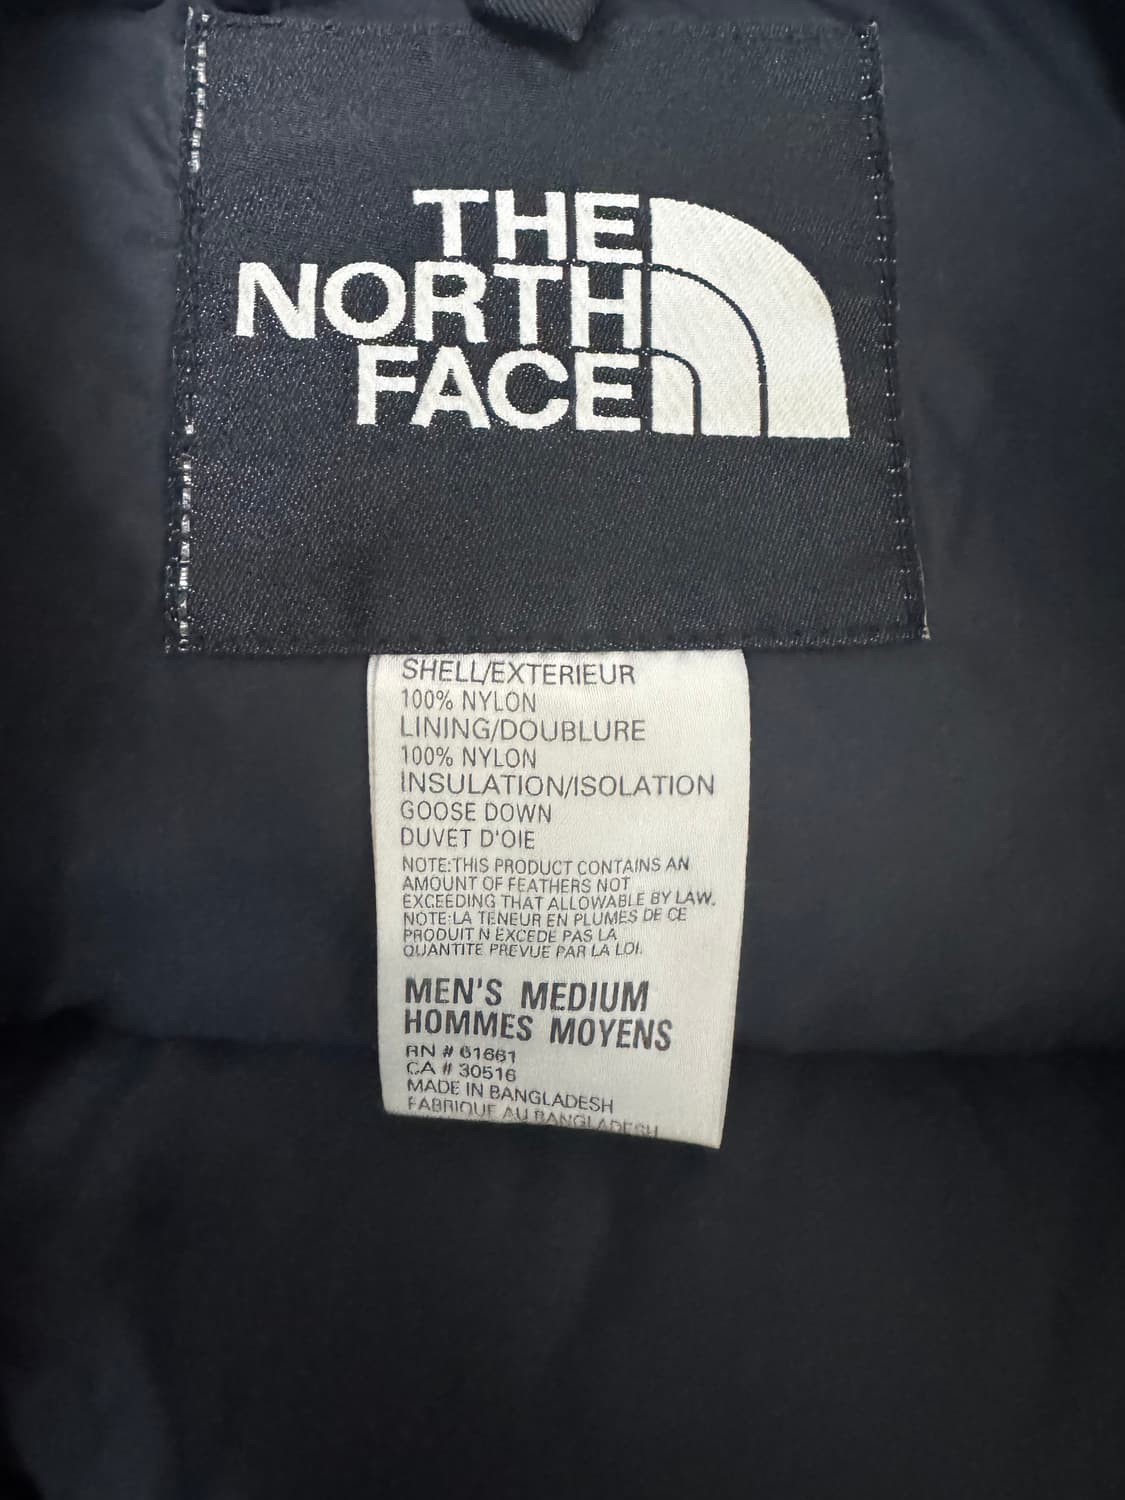 THE
NORTH
FACE
SHELL/EXTERIEUR
100% NYLON
LINING/DOUBLURE
100% NYLON
INSULATION/ISOLATION
GOOSE DOWN
DUVET D'OIE
NOTE:THIS PRODUCT CONTAINS AN
AMOUNT OF FEATHERS NOT
EXCEEDING THAT ALLOWABLE BY LAW.
NOTE:LA TENEUR EN PLUMES DE CE
PRODUIT N EXCEDE PAS LA
QUANTITE PREVUE PAR LA LOI.
MEN'S MEDIUM
HOMMES MOYENS
RN # 61661
CA # 30516
MADE IN BANGLADESH
FABRIQUE AU BANGLADESH